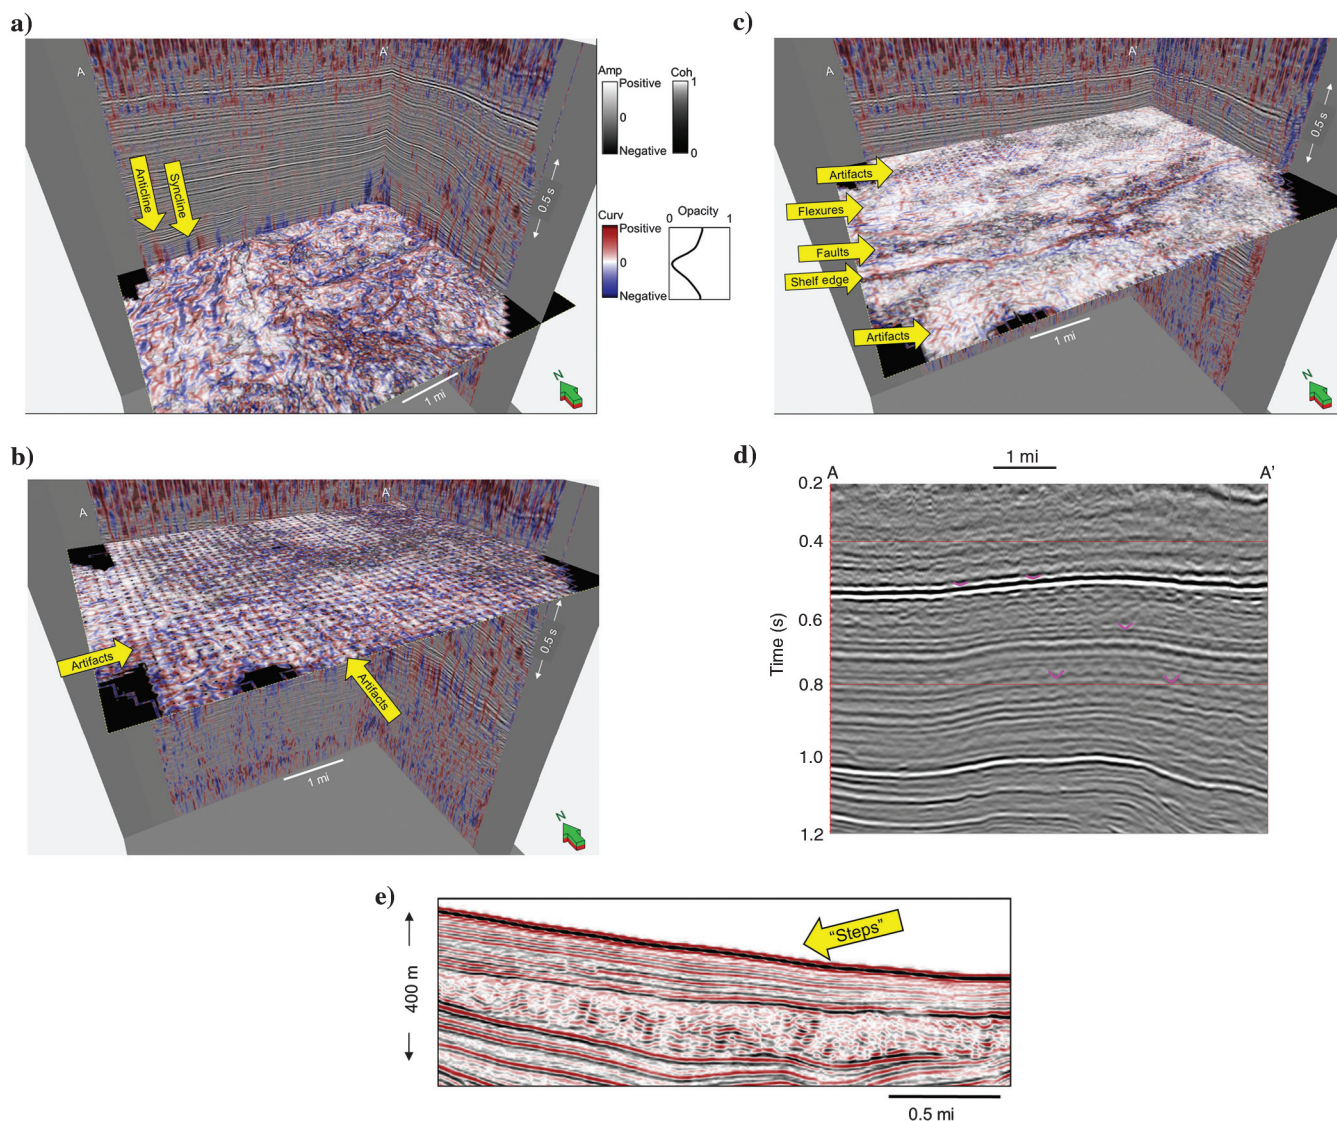 a)
A
A'
Anticline
Syncline
0.5 s
1 mi
N
Amp
Positive
0
Negative
Coh
1
0
Curv
Positive
0
Negative
Opacity
0 1
c)
A
A'
0.5 s
Artifacts
Flexures
Faults
Shelf edge
Artifacts
1 mi
N
b)
A
A'
0.5 s
Artifacts
Artifacts
1 mi
N
d)
1 mi
A A'
0.2
0.4
0.6
0.8
1.0
1.2
Time (s)
e)
"Steps"
400 m
0.5 mi